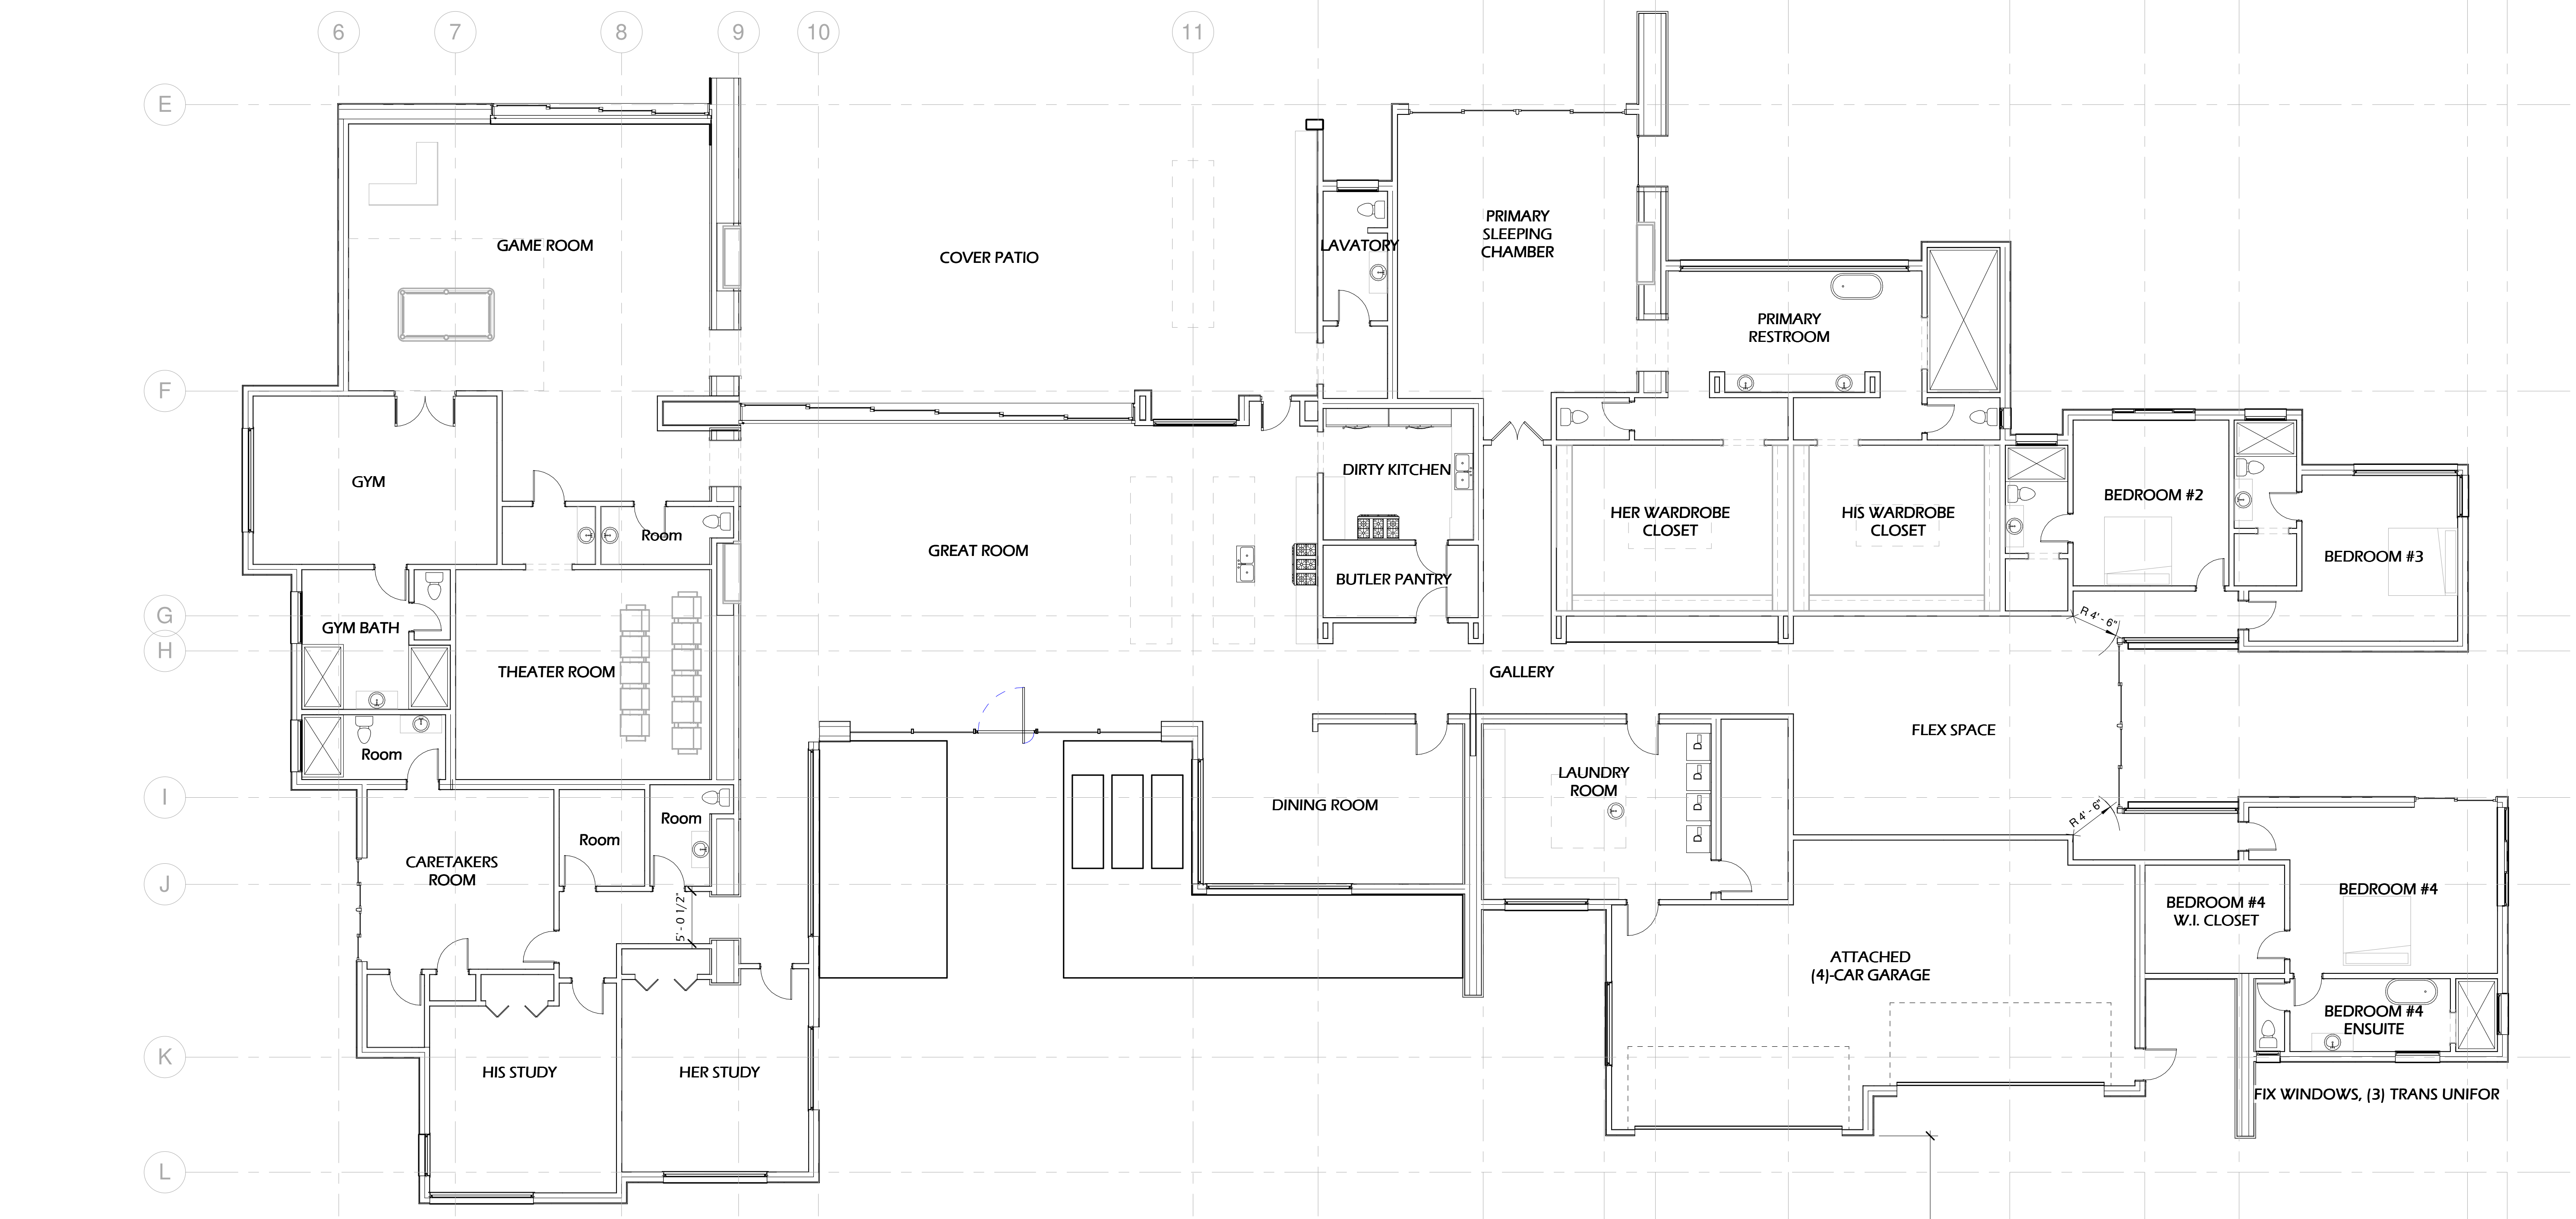 6
7
8
9
10
11
E
F
G
H
I
J
K
L
GAME ROOM
COVER PATIO
LAVATORY
PRIMARY
SLEEPING
CHAMBER
PRIMARY
RESTROOM
GYM
Room
GREAT ROOM
DIRTY KITCHEN
BUTLER PANTRY
HER WARDROBE
CLOSET
HIS WARDROBE
CLOSET
BEDROOM #2
BEDROOM #3
GYM BATH
THEATER ROOM
Room
GALLERY
R 4' - 6"
FLEX SPACE
R 4' - 6"
DINING ROOM
LAUNDRY
ROOM
D
D
D
D
CARETAKERS
ROOM
Room
Room
5' - 0 1/2"
BEDROOM #4
BEDROOM #4
W.I. CLOSET
ATTACHED
(4)-CAR GARAGE
BEDROOM #4
ENSUITE
HIS STUDY
HER STUDY
FIX WINDOWS, (3) TRANS UNIFOR